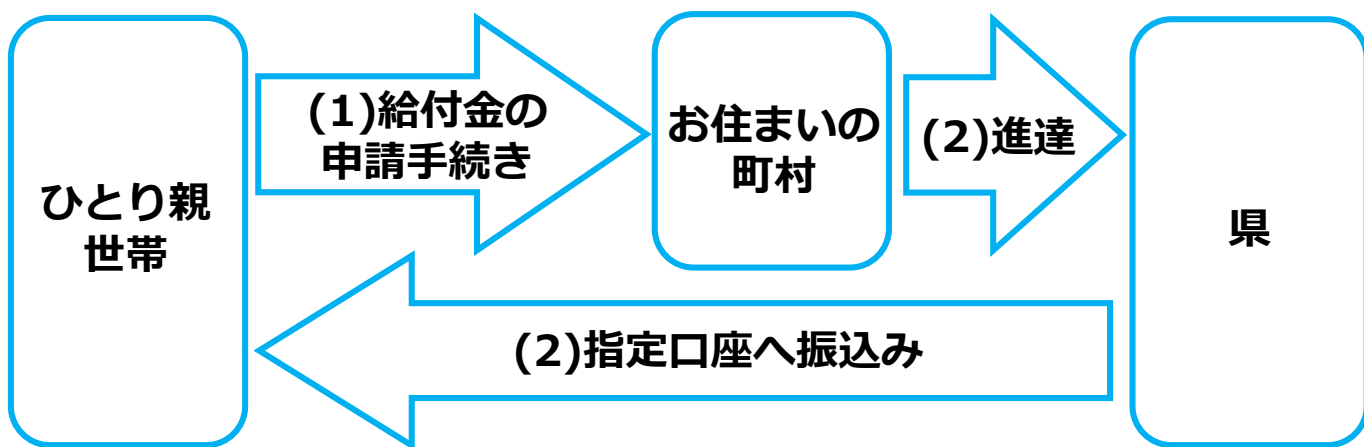 ひとり親
世帯
(1)給付金の
申請手続き
お住まいの
町村
(2)進達
県
(2)指定口座へ振込み